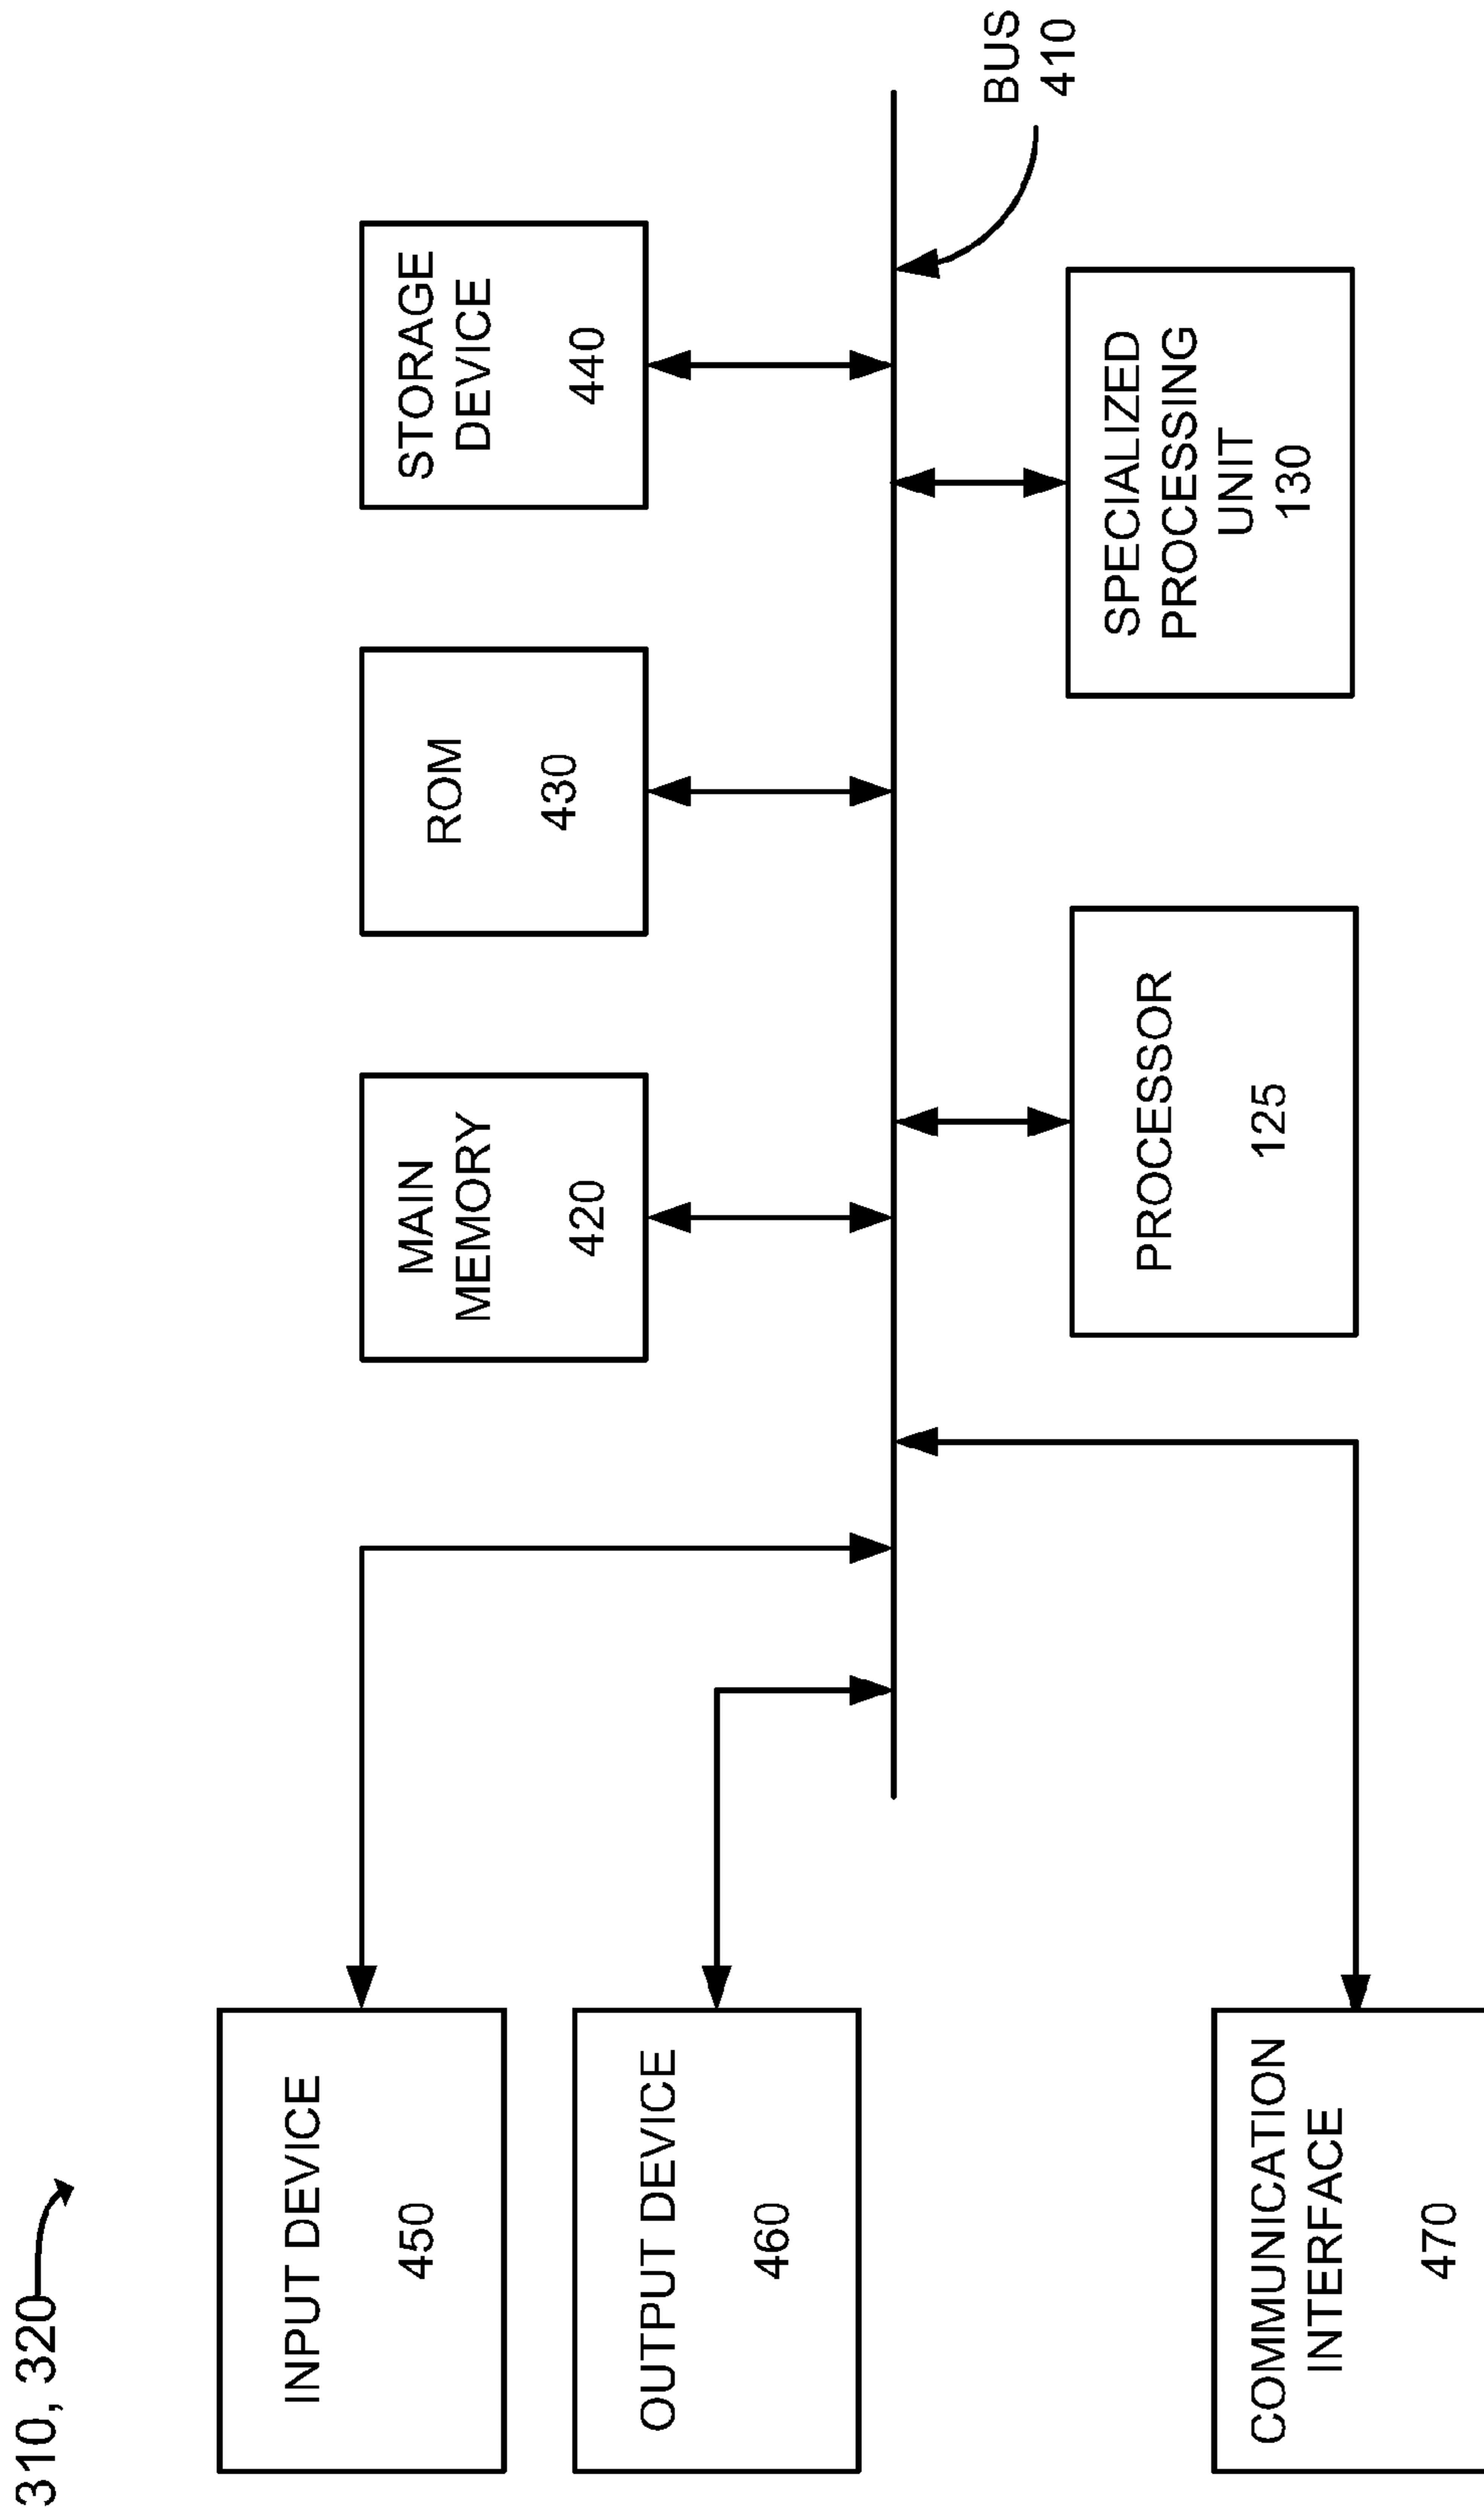 310, 320
INPUT DEVICE
450
OUTPUT DEVICE
460
COMMUNICATION
INTERFACE
470
MAIN
MEMORY
420
ROM
430
STORAGE
DEVICE
440
PROCESSOR
125
SPECIALIZED
PROCESSING
UNIT
130
BUS
410